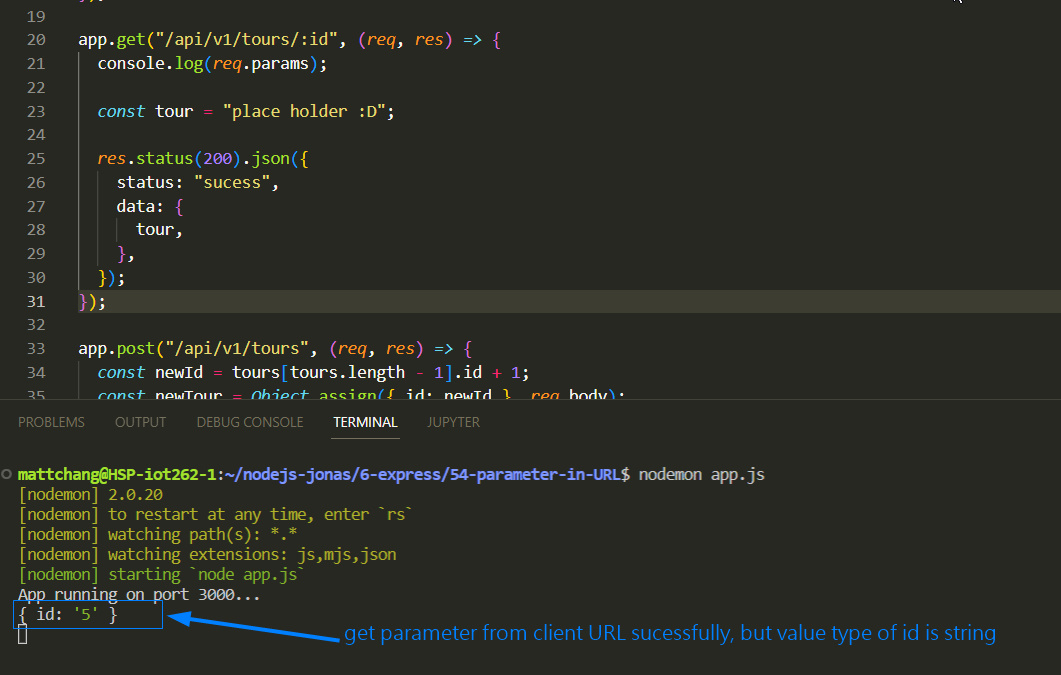 19
20 app.get("/api/v1/tours/:id", (req, res) => {
21 console.log(req.params);
22
23 const tour = "place holder :D";
24
25 res.status(200).json({
26 status: "sucess",
27 data: {
28 tour,
29 },
30 });
31 });
32
33 app.post("/api/v1/tours", (req, res) => {
34 const newId = tours[tours.length - 1].id + 1;
35 const newTour = Object.assign({ id: newId }, req.body);
PROBLEMS OUTPUT DEBUG CONSOLE TERMINAL JUPYTER
mattchang@HSP-iot262-1:~/nodejs-jonas/6-express/54-parameter-in-URL$ nodemon app.js
[nodemon] 2.0.20
[nodemon] to restart at any time, enter `rs`
[nodemon] watching path(s): *.*
[nodemon] watching extensions: js,mjs,json
[nodemon] starting `node app.js`
App running on port 3000...
{ id: '5' }
get parameter from client URL sucessfully, but value type of id is string